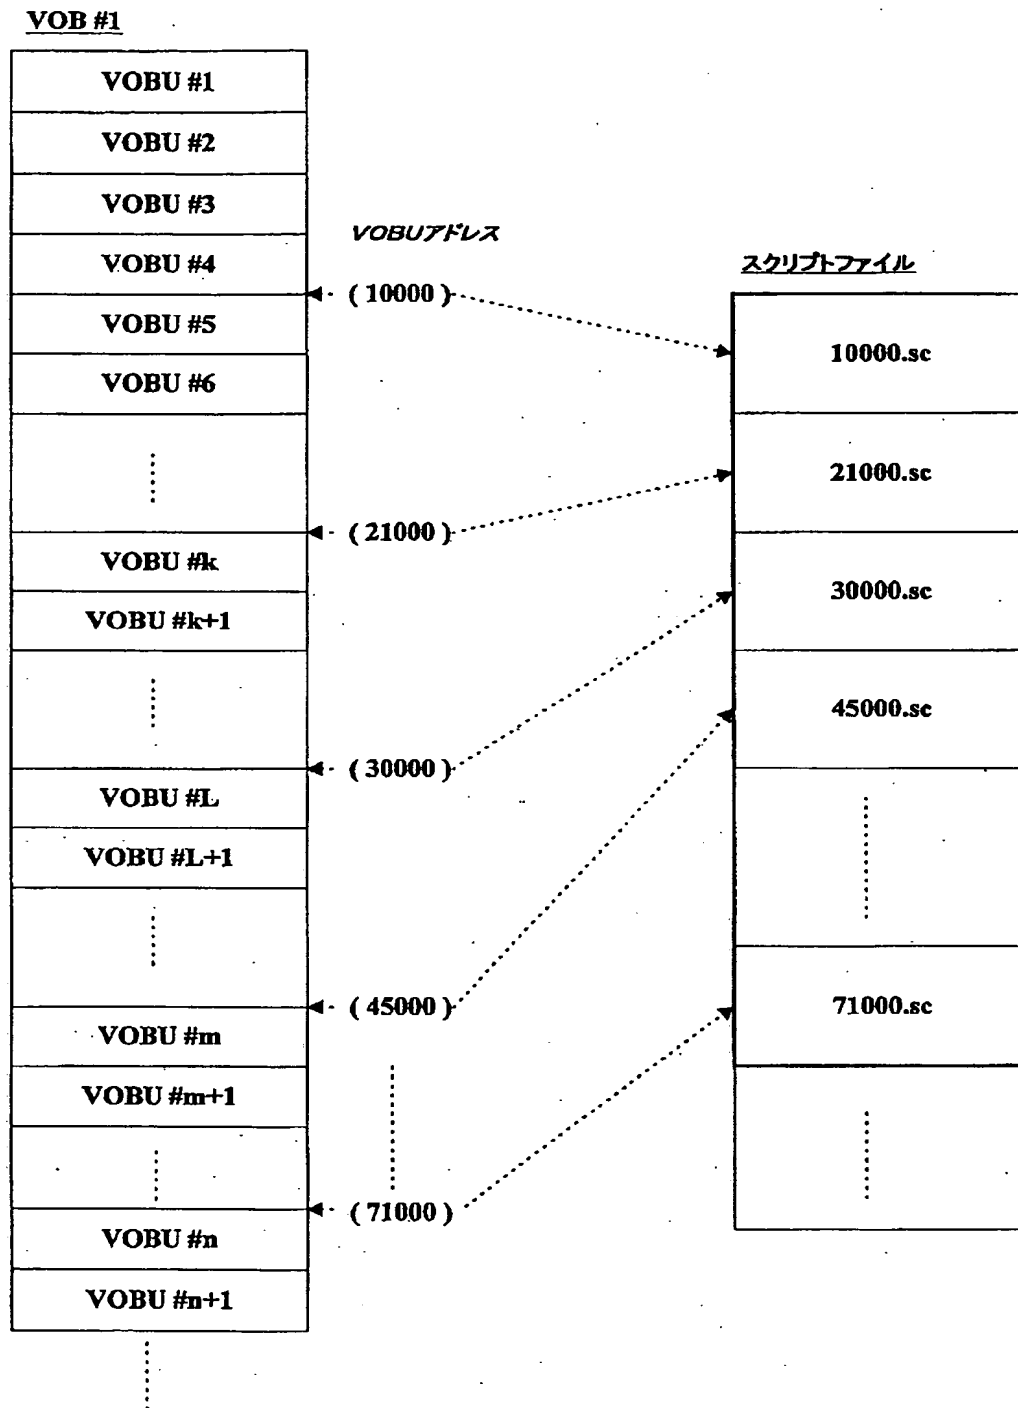 VOB #1
VOBU #1
VOBU #2
VOBU #3
VOBU #4
VOBU #5
VOBU #6
VOBU #k
VOBU #k+1
VOBU #L
VOBU #L+1
VOBU #m
VOBU #m+1
VOBU #n
VOBU #n+1
VOBUアドレス
( 10000 )
( 21000 )
( 30000 )
( 45000 )
( 71000 )
スクリプトファイル
10000.sc
21000.sc
30000.sc
45000.sc
71000.sc